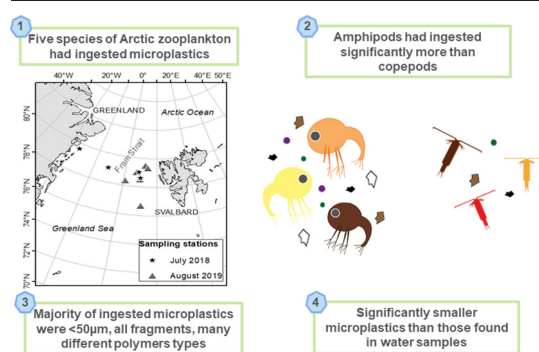 1
Five species of Arctic zooplankton
had ingested microplastics
2
Amphipods had ingested
significantly more than
copepods
40°W
20°W
0°
20°E
40°E
50°E
80°N
78°N
76°N
74°N
72°N
70°N
GREENLAND
Arctic Ocean
Fram Strait
SVALBARD
Greenland Sea
Sampling stations
July 2018
August 2019
3
Majority of ingested microplastics
were <50µm, all fragments, many
different polymers types
4
Significantly smaller
microplastics than those found
in water samples